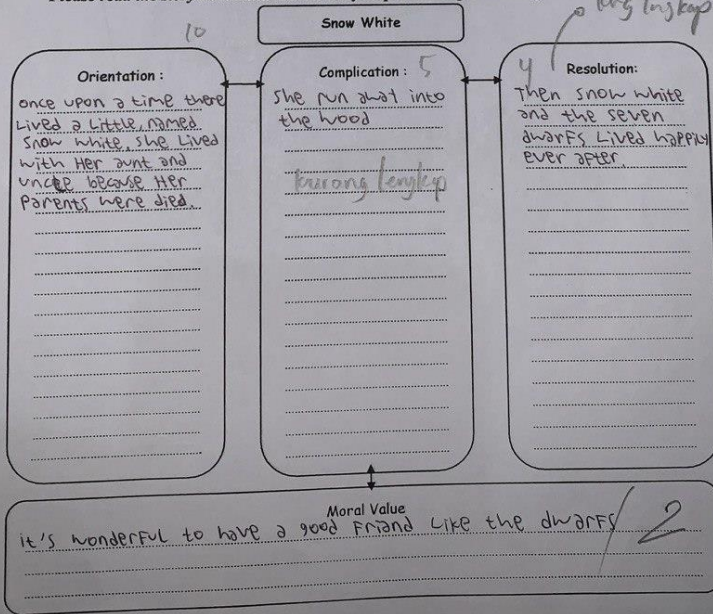 Snow White
10
krg lengkap
Orientation :
once upon a time there
Lived a Little, named
Snow white, she Lived
with Her aunt and
uncle because Her
parents were died.
Complication : 5
She run awat into
the wood
kurang lengkap
4 Resolution:
Then snow white
and the seven
dwarfs Lived happily
ever after.
Moral Value
it's wonderful to have a good friend Like the dwarfs
2